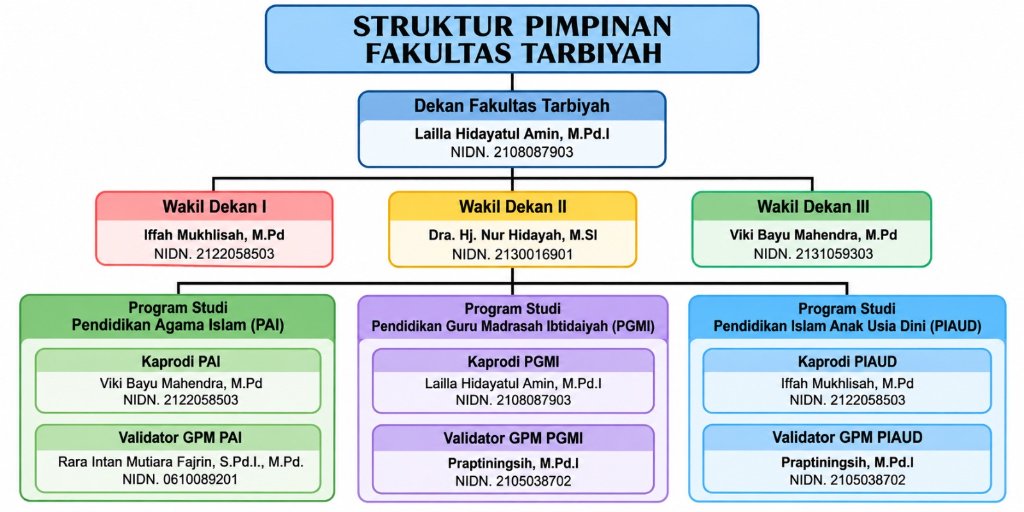 STRUKTUR PIMPINAN
FAKULTAS TARBIYAH
Dekan Fakultas Tarbiyah
Lailla Hidayatul Amin, M.Pd.I
NIDN. 2108087903
Wakil Dekan I
Iffah Mukhlisah, M.Pd
NIDN. 2122058503
Wakil Dekan II
Dra. Hj. Nur Hidayah, M.SI
NIDN. 2130016901
Wakil Dekan III
Viki Bayu Mahendra, M.Pd
NIDN. 2131059303
Program Studi
Pendidikan Agama Islam (PAI)
Kaprodi PAI
Viki Bayu Mahendra, M.Pd
NIDN. 2122058503
Validator GPM PAI
Rara Intan Mutiara Fajrin, S.Pd.I., M.Pd.
NIDN. 0610089201
Program Studi
Pendidikan Guru Madrasah Ibtidaiyah (PGMI)
Kaprodi PGMI
Lailla Hidayatul Amin, M.Pd.I
NIDN. 2108087903
Validator GPM PGMI
Praptiningsih, M.Pd.I
NIDN. 2105038702
Program Studi
Pendidikan Islam Anak Usia Dini (PIAUD)
Kaprodi PIAUD
Iffah Mukhlisah, M.Pd
NIDN. 2122058503
Validator GPM PIAUD
Praptiningsih, M.Pd.I
NIDN. 2105038702